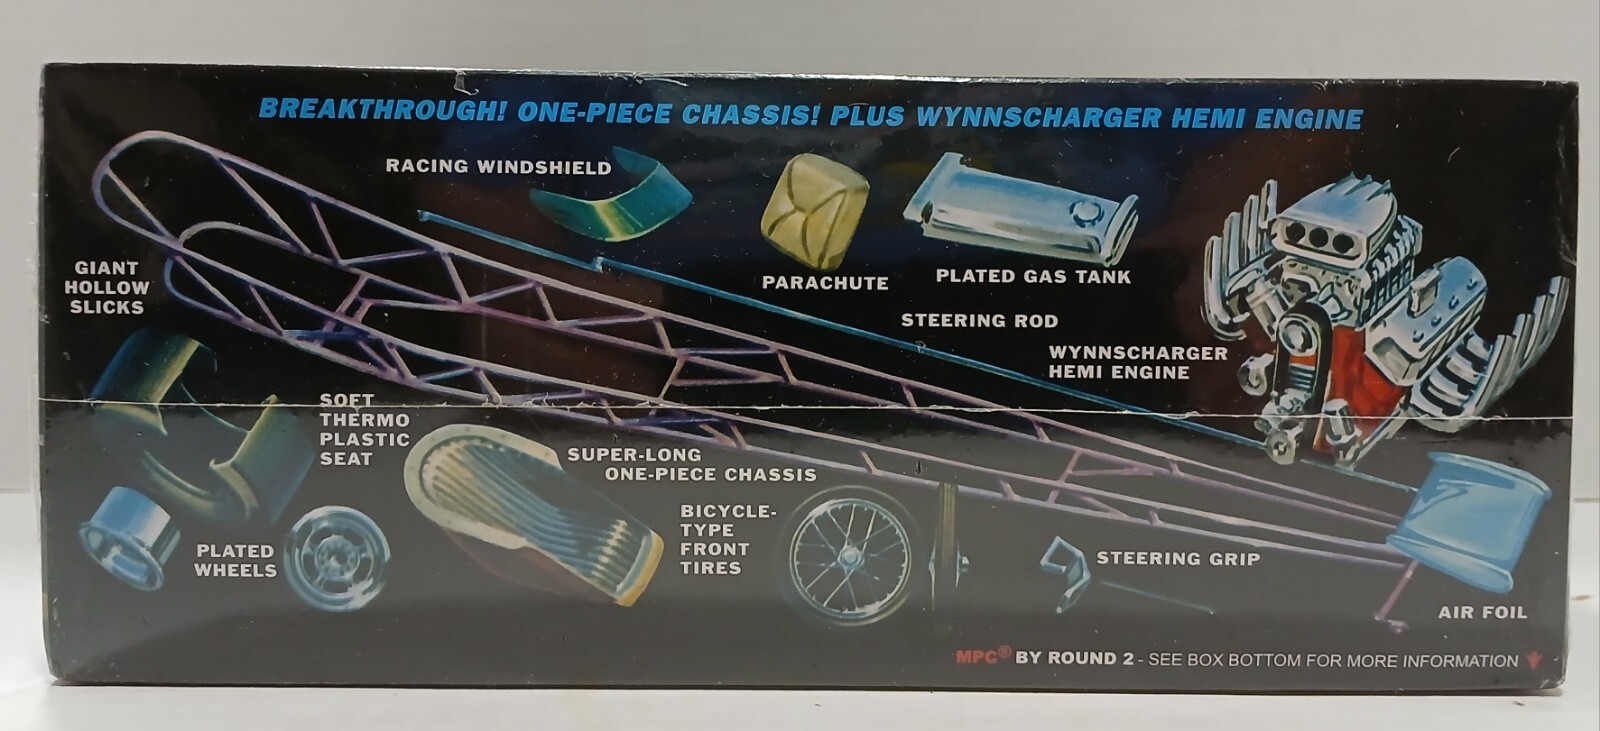 BREAKTHROUGH! ONE-PIECE CHASSIS! PLUS WYNNSCHARGER HEMI ENGINE
RACING WINDSHIELD
PARACHUTE
PLATED GAS TANK
GIANT
HOLLOW
SLICKS
STEERING ROD
WYNNSCHARGER
HEMI ENGINE
SOFT
THERMO
PLASTIC
SEAT
SUPER-LONG
ONE-PIECE CHASSIS
BICYCLE-
TYPE
FRONT
TIRES
PLATED
WHEELS
STEERING GRIP
AIR FOIL
MPC® BY ROUND 2 - SEE BOX BOTTOM FOR MORE INFORMATION